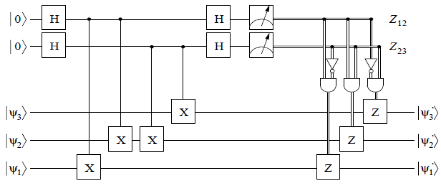 |0⟩ H H Z₁₂
|0⟩ H H Z₂₃
|ψ₃⟩ X Z |ψ₃⟩
|ψ₂⟩ X X Z |ψ₂⟩
|ψ₁⟩ X Z |ψ₁⟩